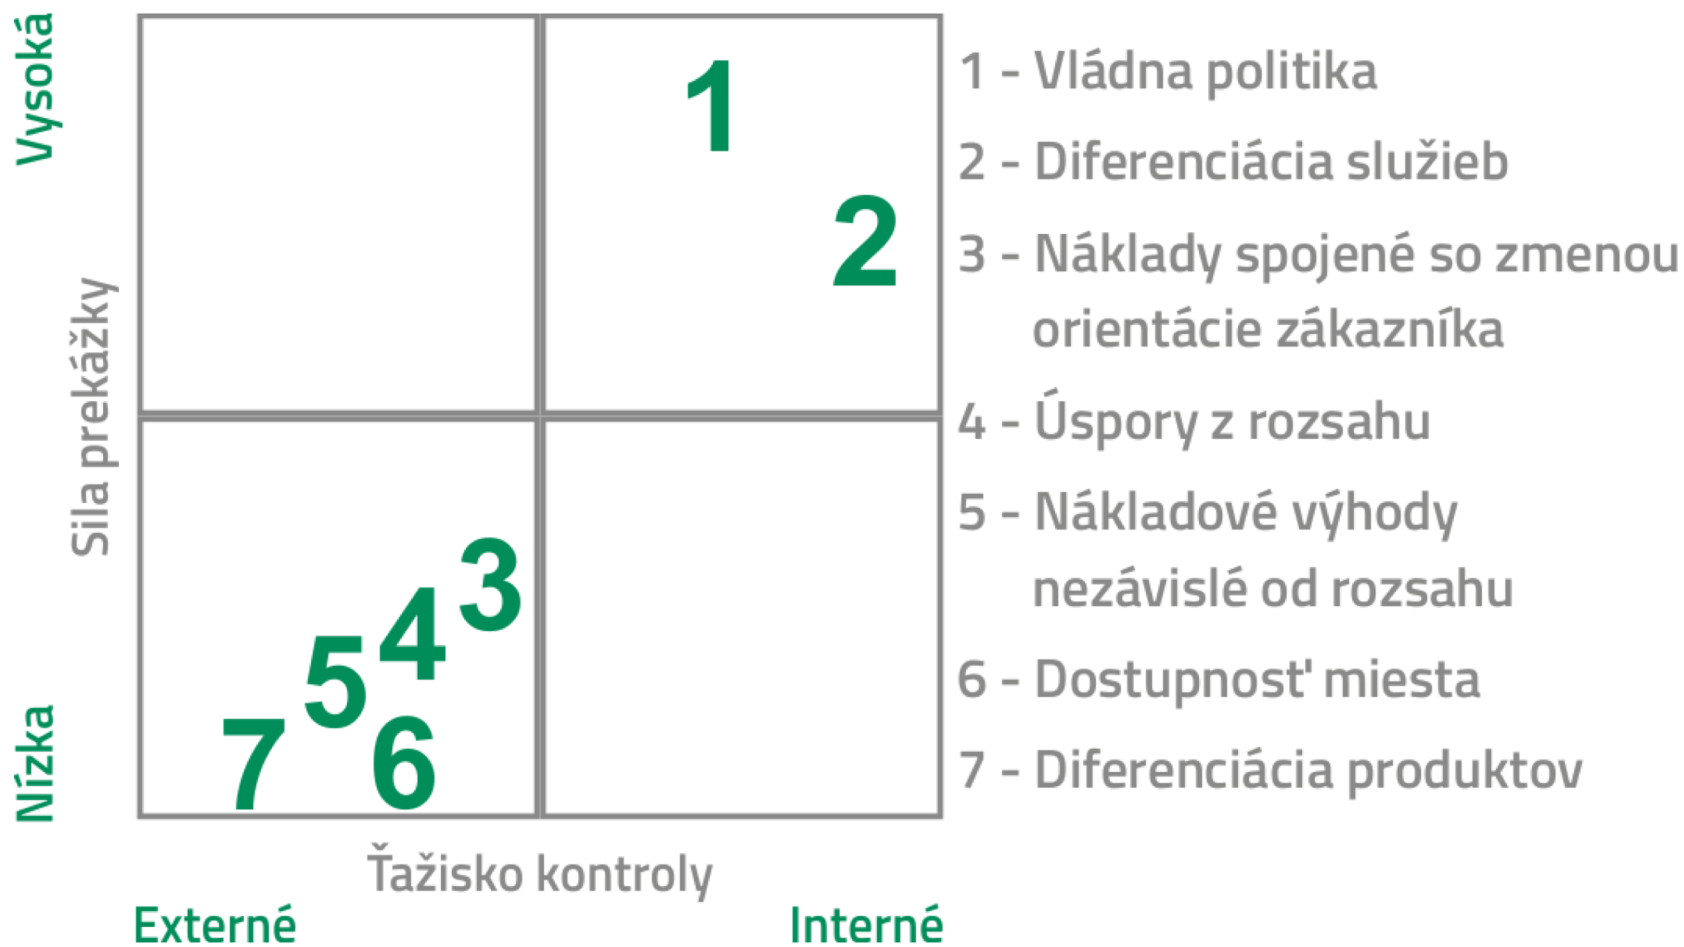 Vysoká
Sila prekážky
Nízka
1
2
3
4
5
6
7
Ťažisko kontroly
Externé
Interné
1 - Vládna politika
2 - Diferenciácia služieb
3 - Náklady spojené so zmenou
orientácie zákazníka
4 - Úspory z rozsahu
5 - Nákladové výhody
nezávislé od rozsahu
6 - Dostupnosť miesta
7 - Diferenciácia produktov